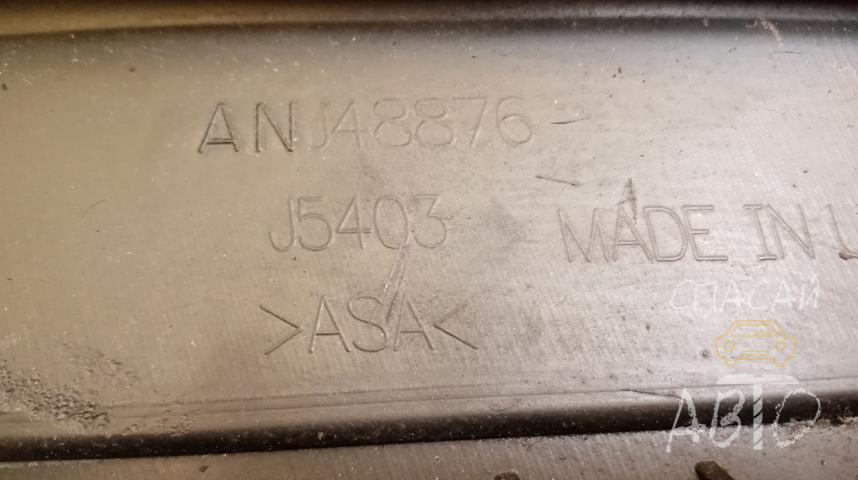 ANJ48876
J5403
MADE IN U
>ASA<
СПАСАЙ
АВТО